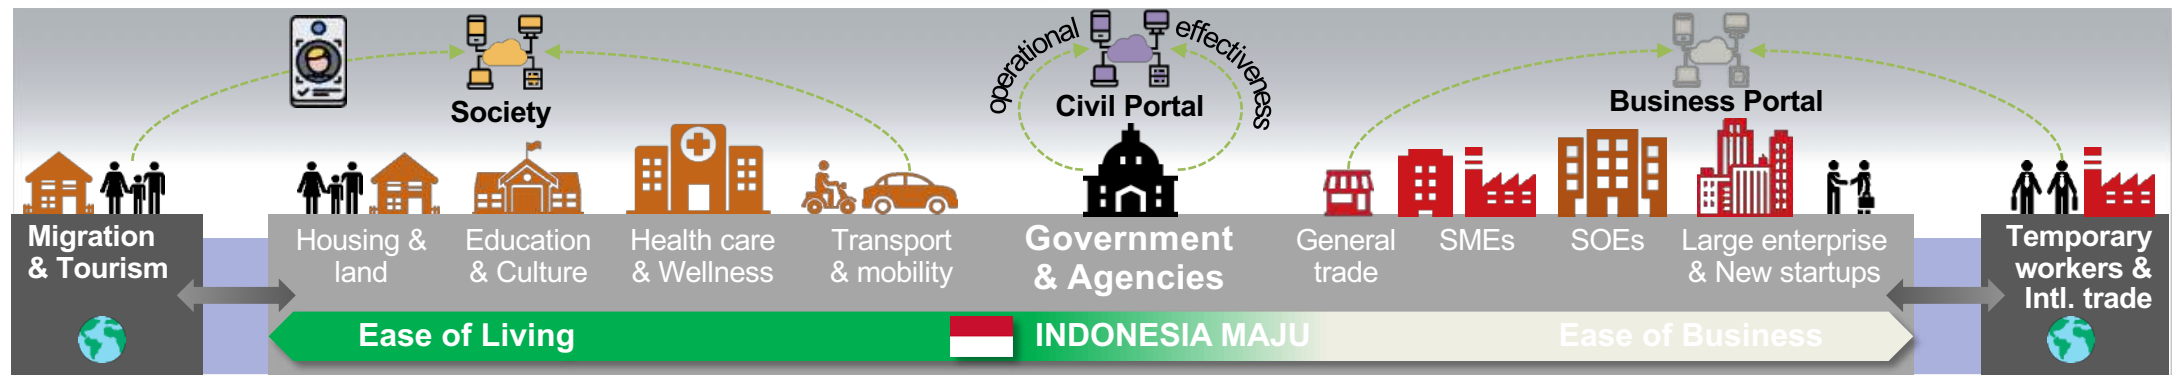 operational
effectiveness
Society
Civil Portal
Business Portal
Migration
& Tourism
Housing &
land
Education
& Culture
Health care
& Wellness
Transport
& mobility
Government
& Agencies
General
trade
SMEs
SOEs
Large enterprise
& New startups
Temporary
workers &
Intl. trade
Ease of Living
INDONESIA MAJU
Ease of Business